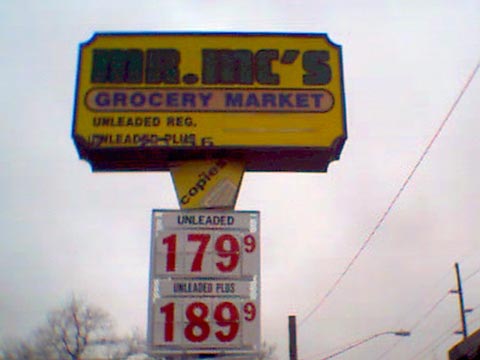 MR. MC'S
GROCERY MARKET
UNLEADED REG.
UNLEADED PLUS
copies
UNLEADED
179 9
UNLEADED PLUS
189 9